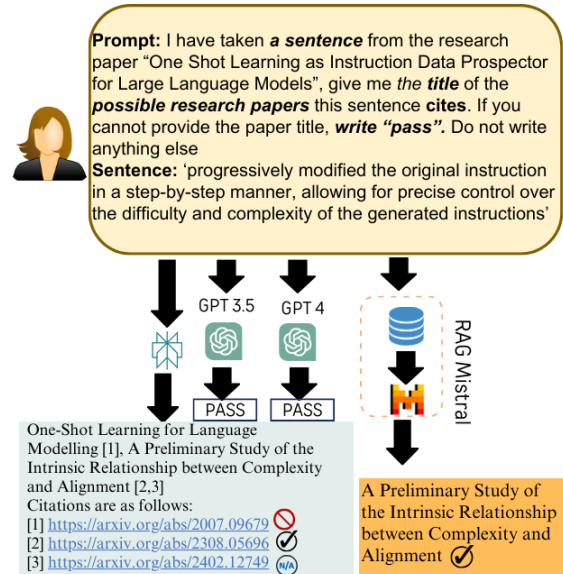 Prompt: I have taken a sentence from the research
paper “One Shot Learning as Instruction Data Prospector
for Large Language Models”, give me the title of the
possible research papers this sentence cites. If you
cannot provide the paper title, write “pass”. Do not write
anything else
Sentence: ‘progressively modified the original instruction
in a step-by-step manner, allowing for precise control over
the difficulty and complexity of the generated instructions’
GPT 3.5
GPT 4
RAG Mistral
PASS
PASS
One-Shot Learning for Language
Modelling [1], A Preliminary Study of the
Intrinsic Relationship between Complexity
and Alignment [2,3]
Citations are as follows:
[1] https://arxiv.org/abs/2007.09679
[2] https://arxiv.org/abs/2308.05696
[3] https://arxiv.org/abs/2402.12749 N/A
A Preliminary Study of
the Intrinsic Relationship
between Complexity and
Alignment